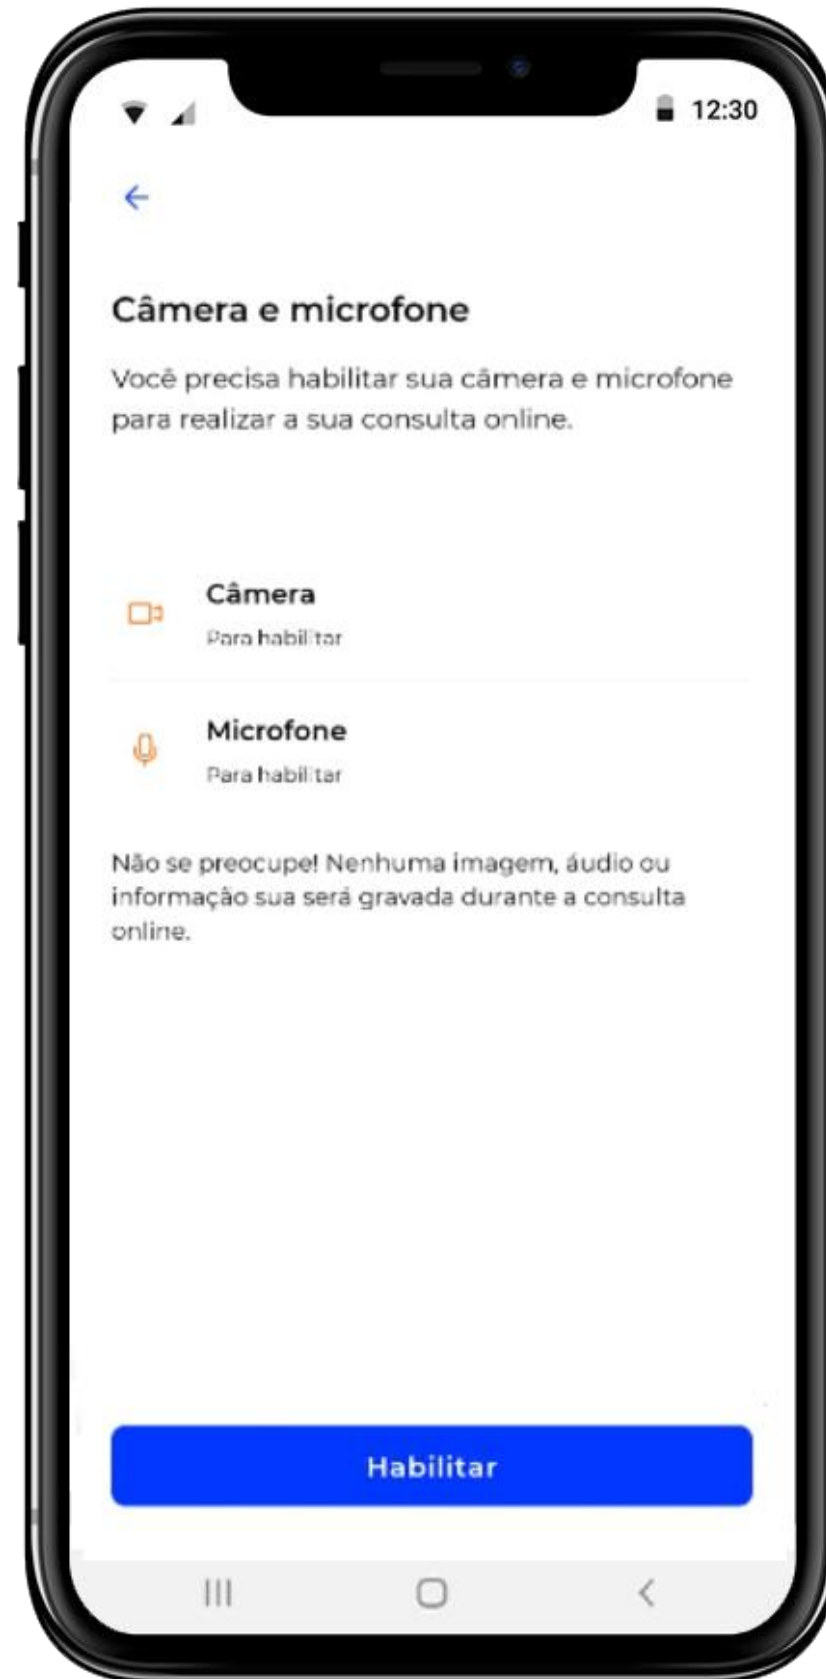 12:30
Câmera e microfone
Você precisa habilitar sua câmera e microfone
para realizar a sua consulta online.
Câmera
Para habilitar
Microfone
Para habilitar
Não se preocupe! Nenhuma imagem, áudio ou
informação sua será gravada durante a consulta
online.
Habilitar